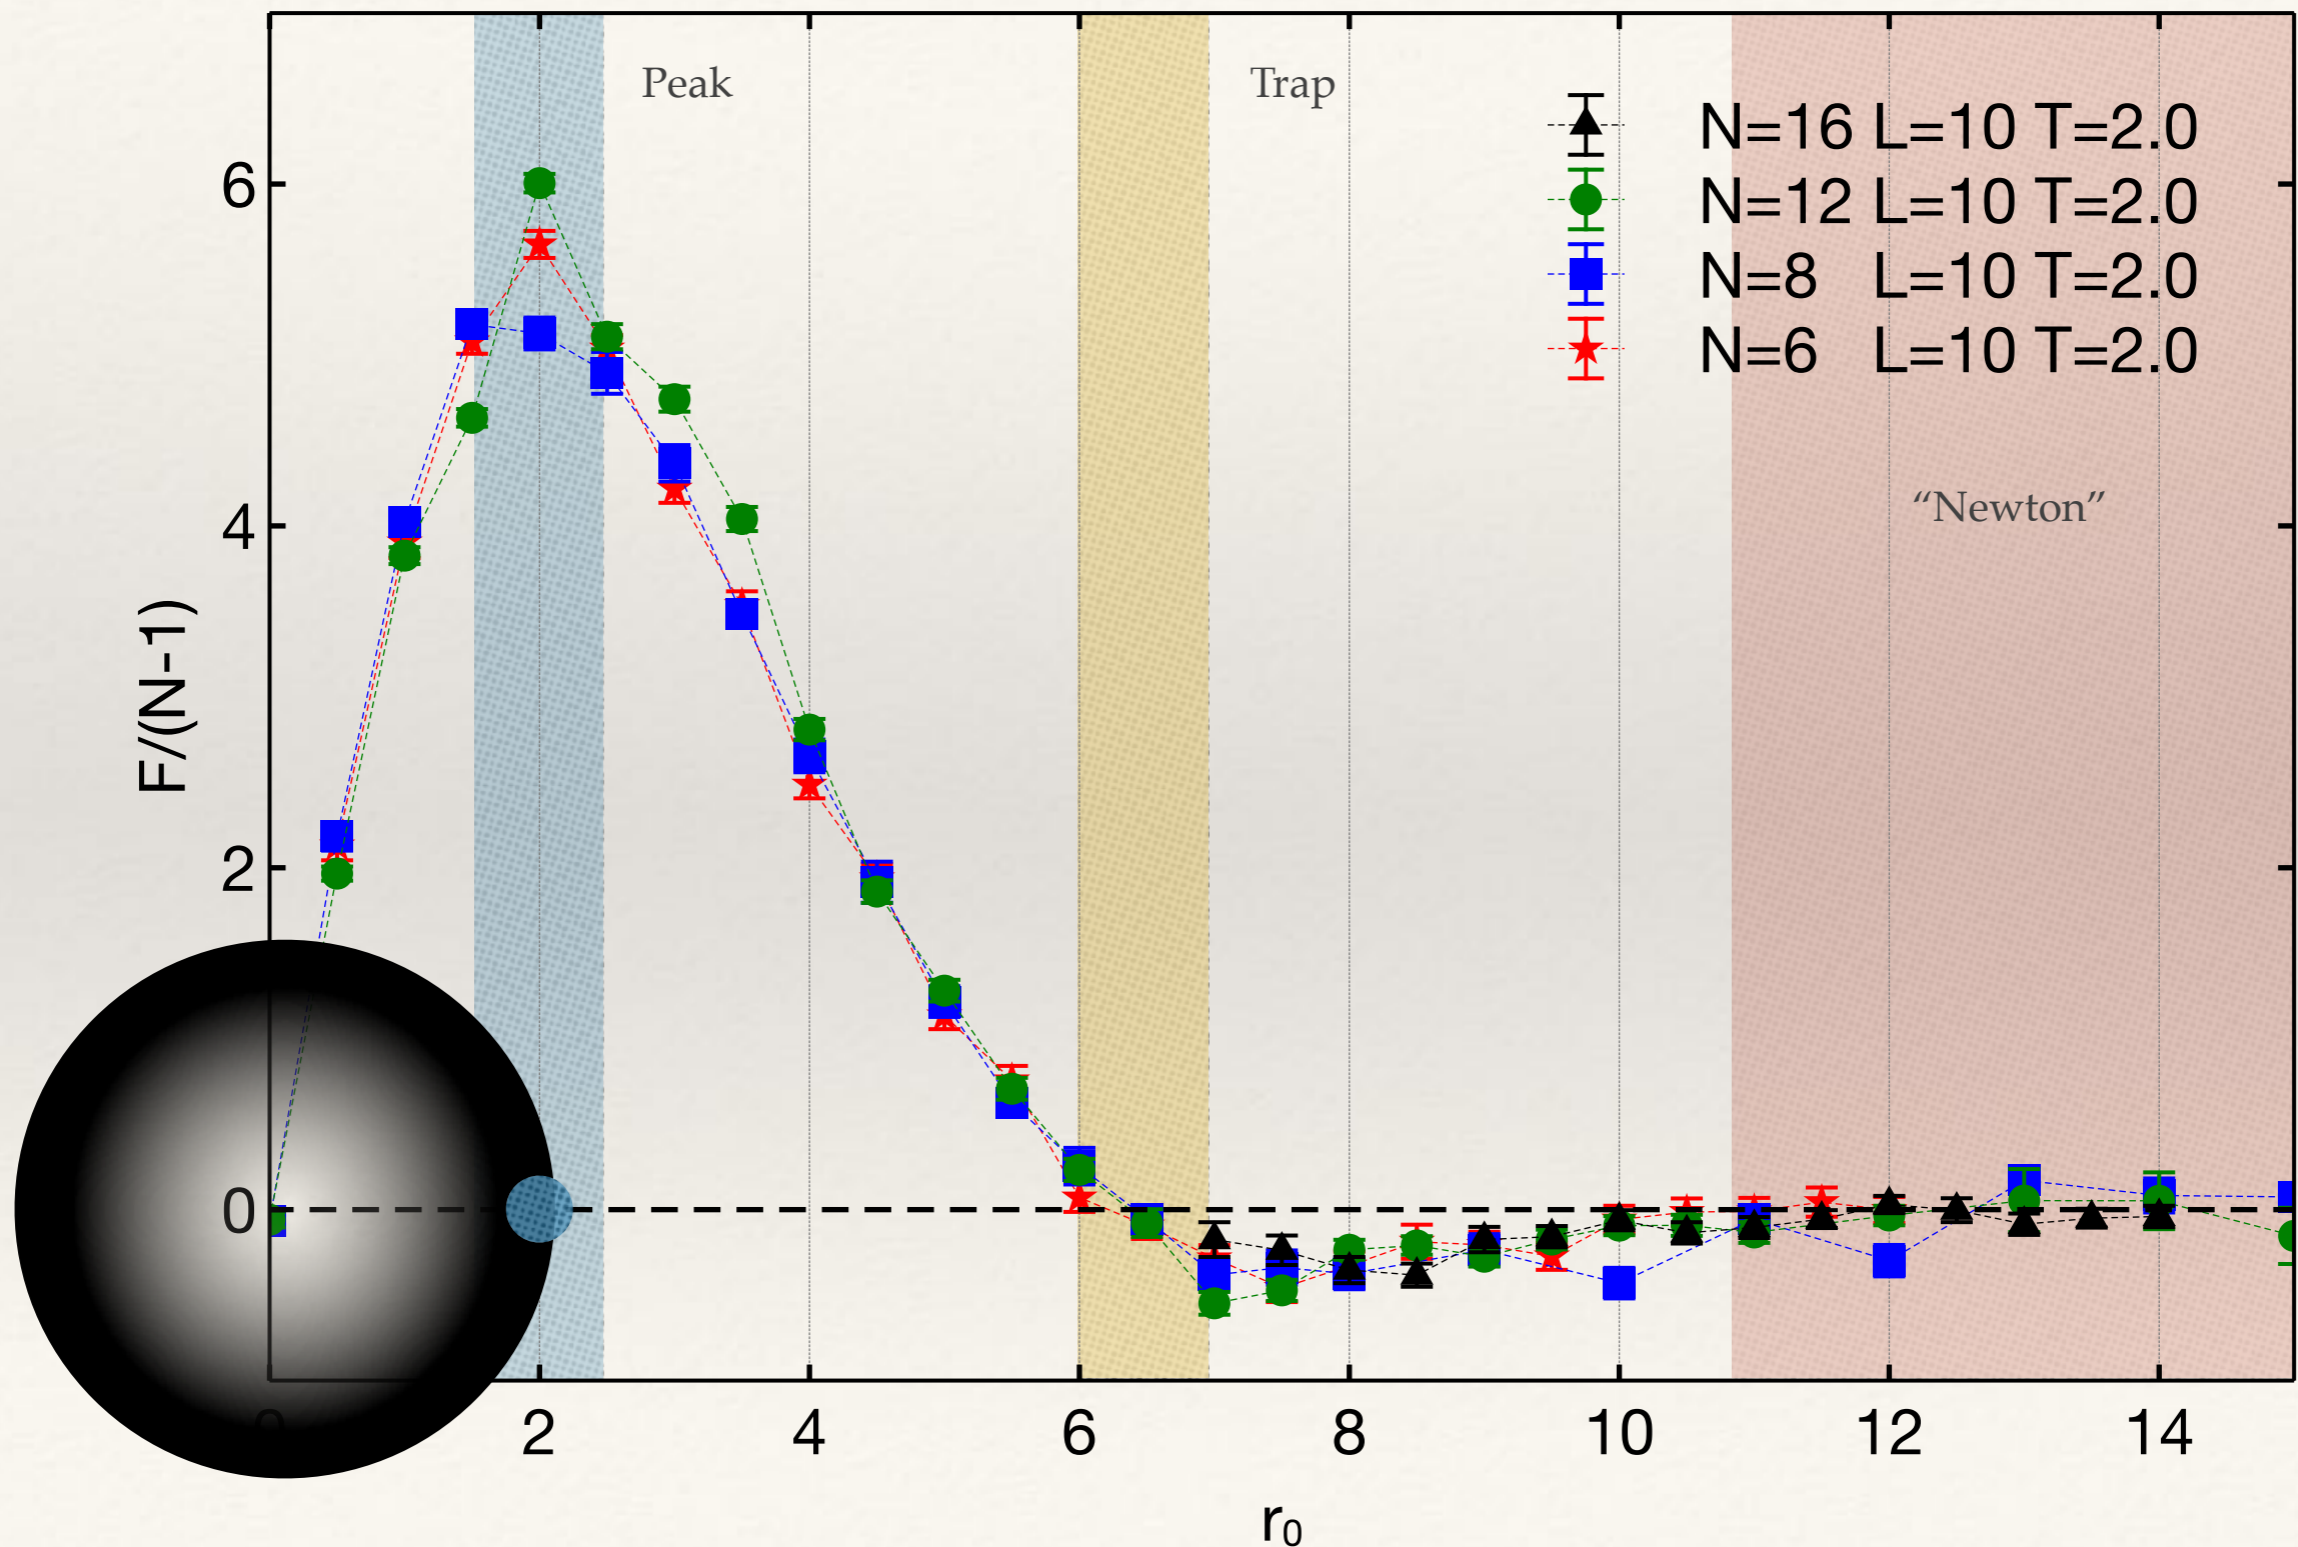 Peak
Trap
N=16 L=10 T=2.0
N=12 L=10 T=2.0
N=8 L=10 T=2.0
N=6 L=10 T=2.0
“Newton”
F/(N-1)
6
4
2
0
0 2 4 6 8 10 12 14
r₀